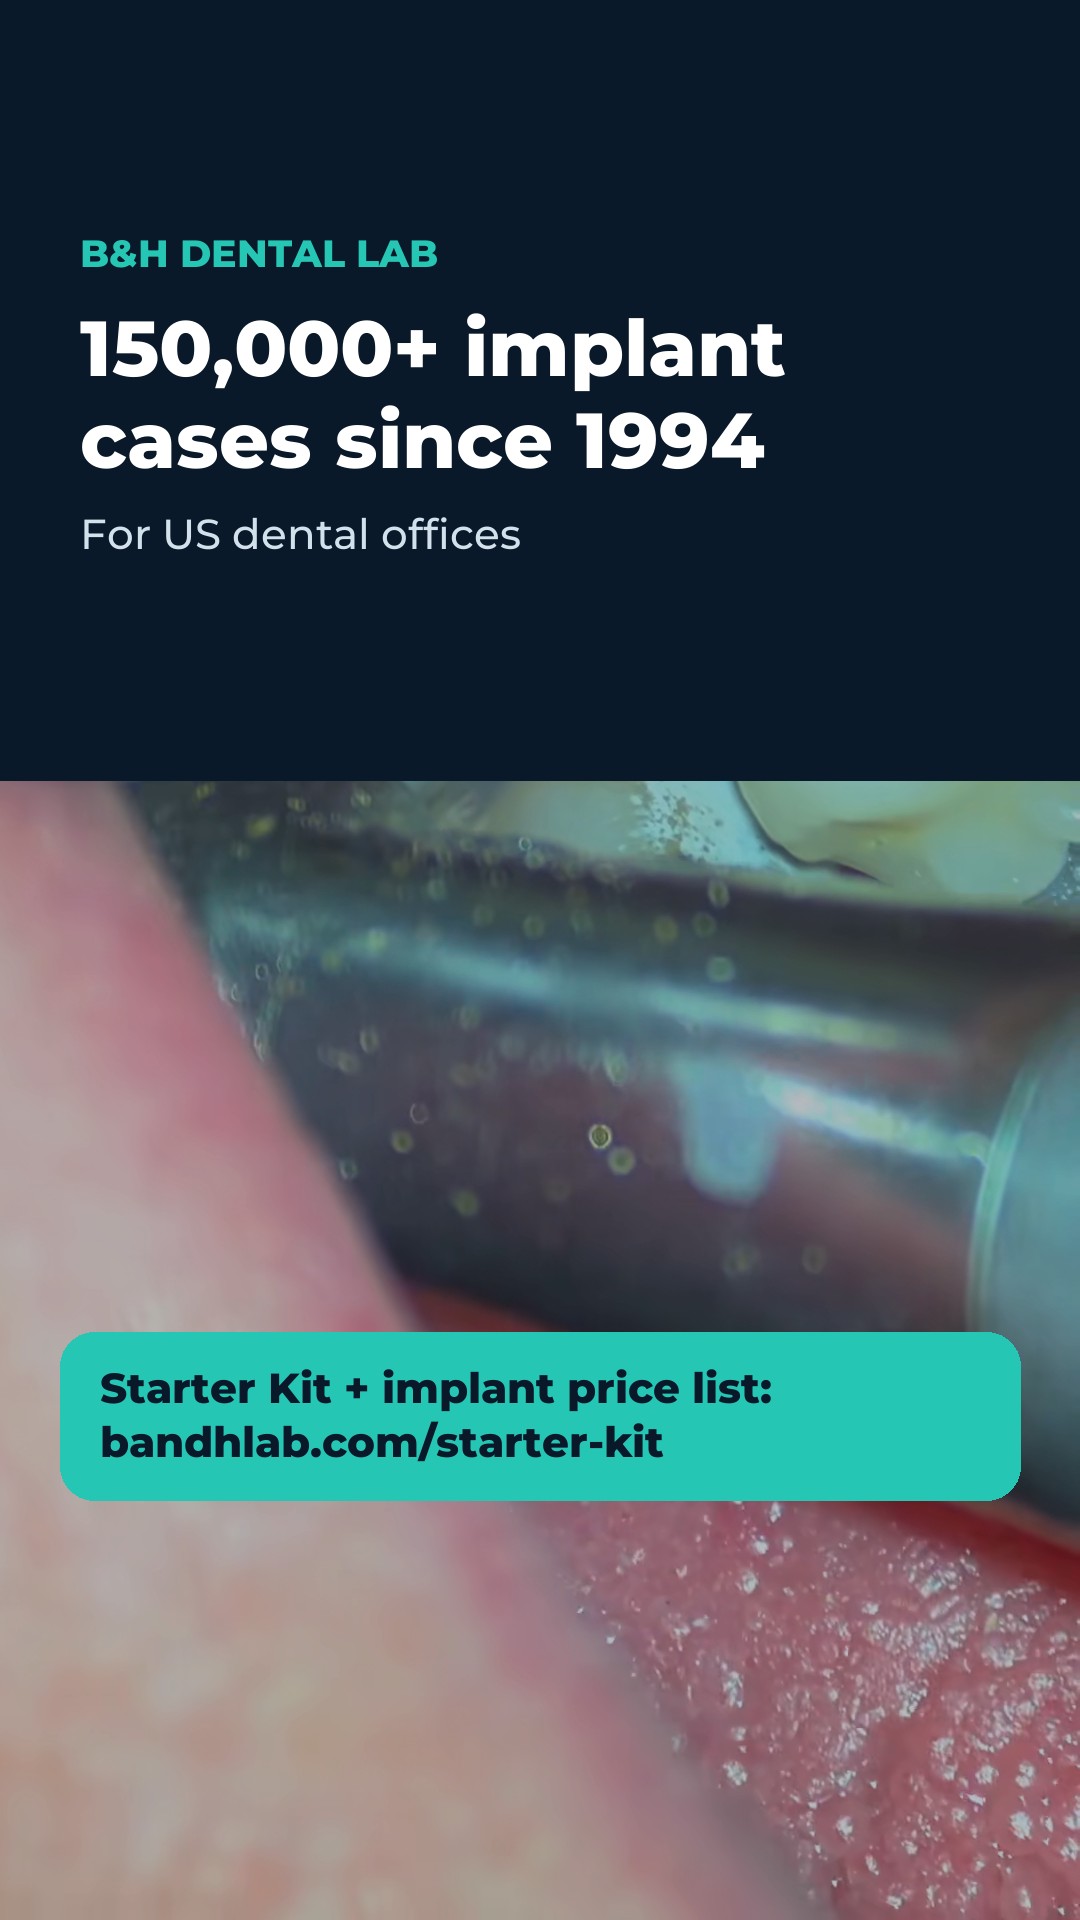 B&H DENTAL LAB
150,000+ implant
cases since 1994
For US dental offices
Starter Kit + implant price list:
bandhlab.com/starter-kit